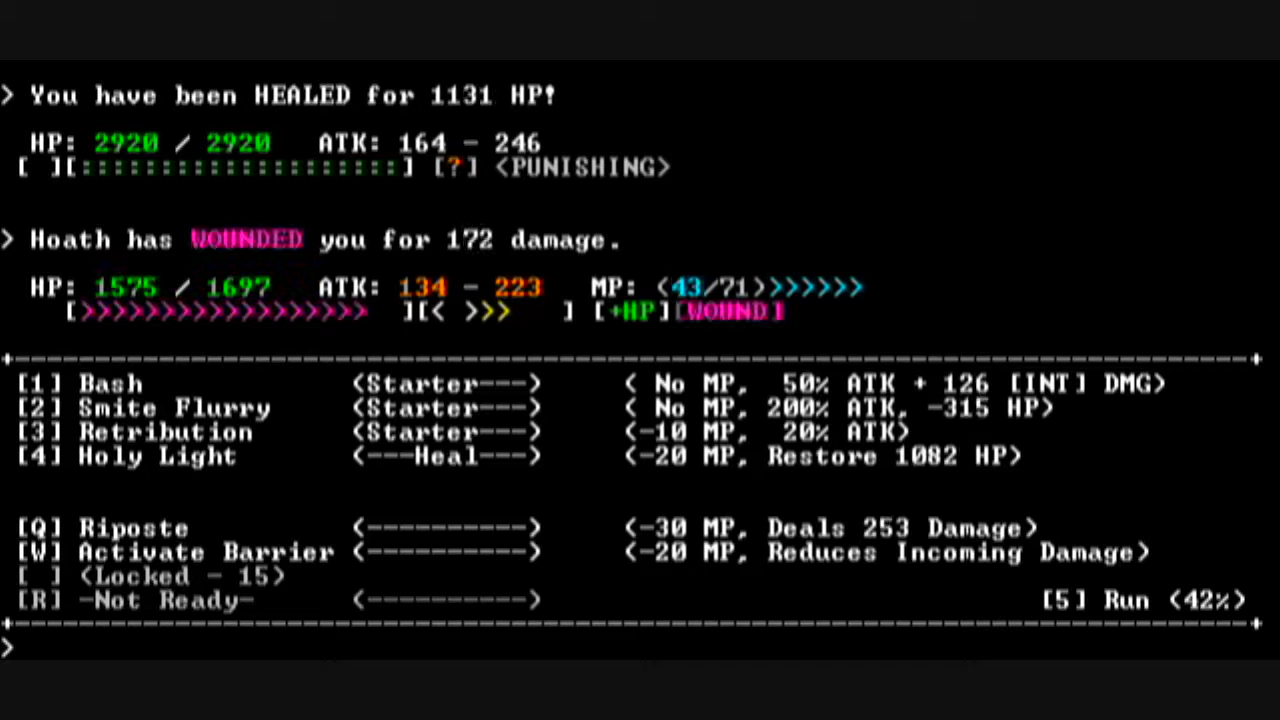 > You have been HEALED for 1131 HP!
HP: 2920 / 2920   ATK: 164 - 246
[ ][::::::::::::::::::::] [?] <PUNISHING>
> Hoath has WOUNDED you for 172 damage.
HP: 1575 / 1697   ATK: 134 - 223   MP: (43/71)>>>>>>
[>>>>>>>>>>>>>>>>>>  ][< >>>   ] [+HP][WOUND]
[1] Bash <Starter---> ( No MP, 50% ATK + 126 [INT] DMG)
[2] Smite Flurry <Starter---> ( No MP, 200% ATK, -315 HP)
[3] Retribution <Starter---> (-10 MP, 20% ATK)
[4] Holy Light <---Heal---> (-20 MP, Restore 1082 HP)
[Q] Riposte <----------> (-30 MP, Deals 253 Damage)
[W] Activate Barrier <----------> (-20 MP, Reduces Incoming Damage)
[ ] (Locked - 15)
[R] -Not Ready- <----------> [5] Run (42%)
>